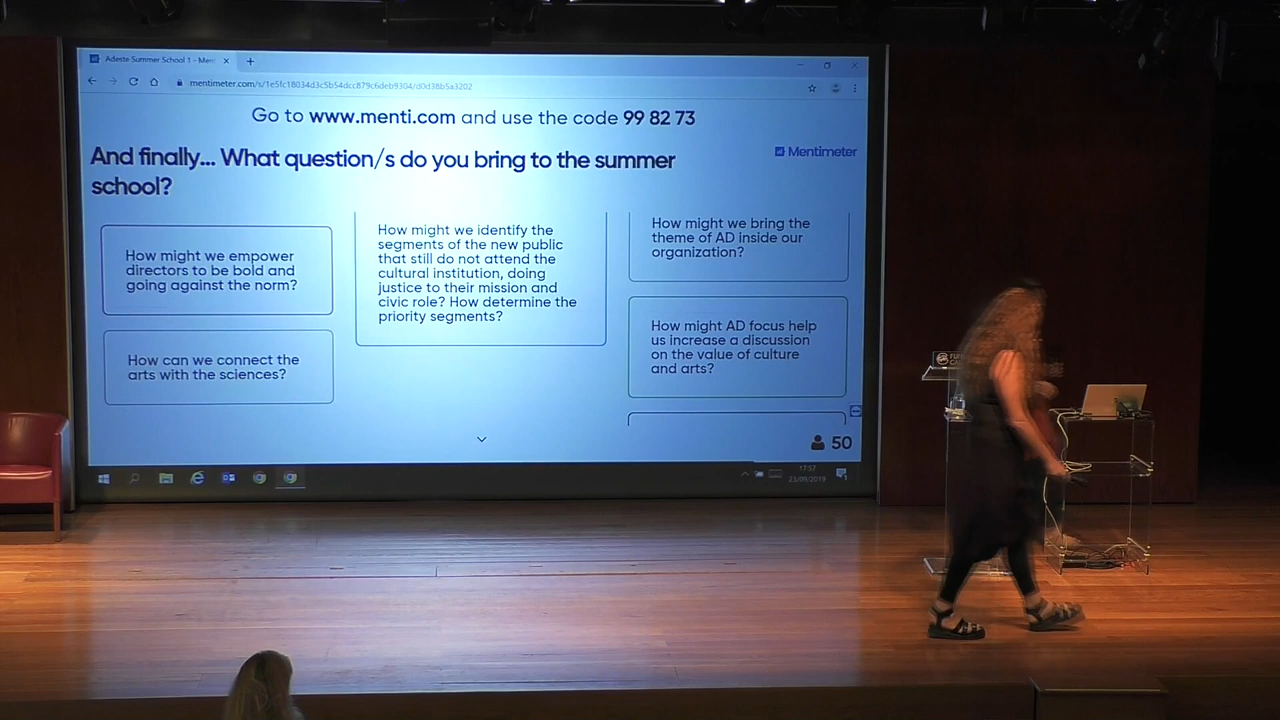 Adeste Summer School 1 - Ment
mentimeter.com/s/1e5fc18034d3c5b54dcc879c6deb9304/d0d38b5a3202
Go to www.menti.com and use the code 99 82 73
And finally... What question/s do you bring to the summer
school?
Mentimeter
How might we empower
directors to be bold and
going against the norm?
How can we connect the
arts with the sciences?
How might we identify the
segments of the new public
that still do not attend the
cultural institution, doing
justice to their mission and
civic role? How determine the
priority segments?
How might we bring the
theme of AD inside our
organization?
How might AD focus help
us increase a discussion
on the value of culture
and arts?
50
17:57
23/09/2019